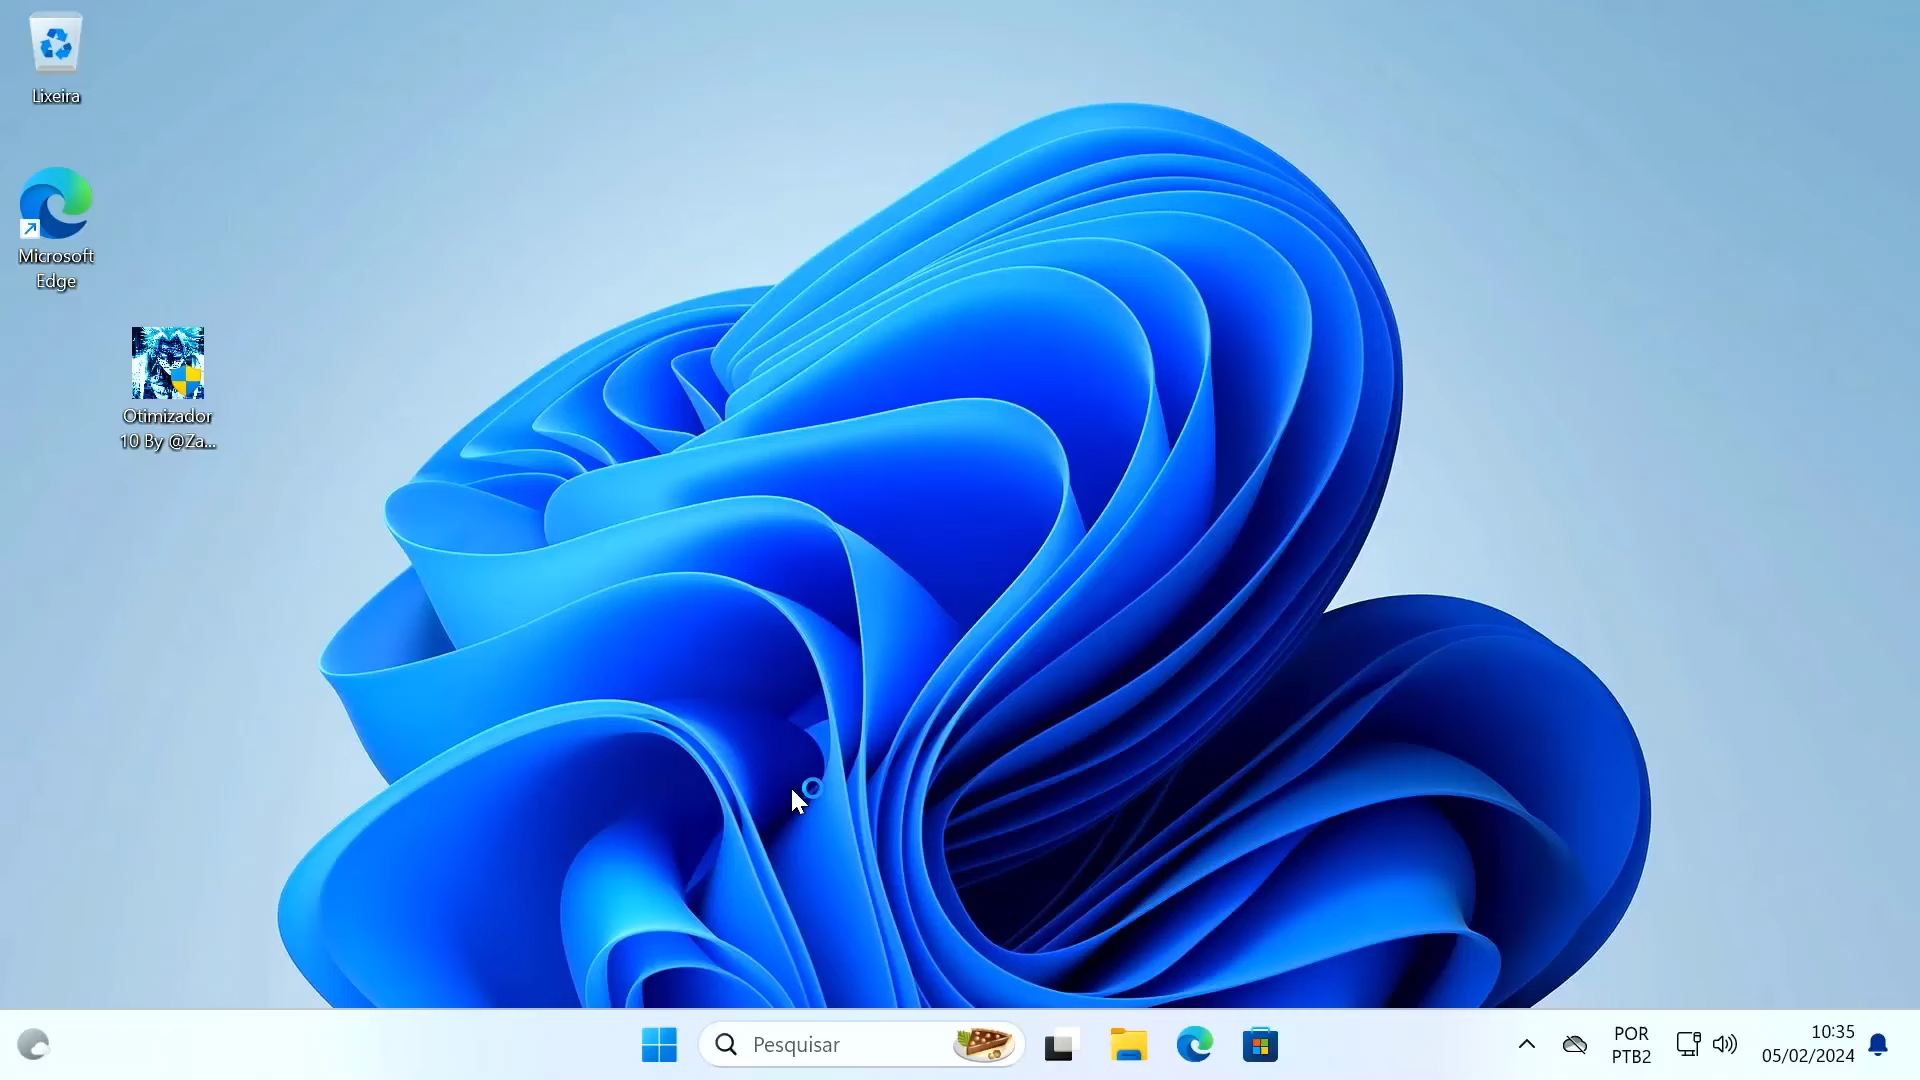 Lixeira
Microsoft
Edge
Otimizador
10 By @Za...
Pesquisar
POR
PTB2
10:35
05/02/2024